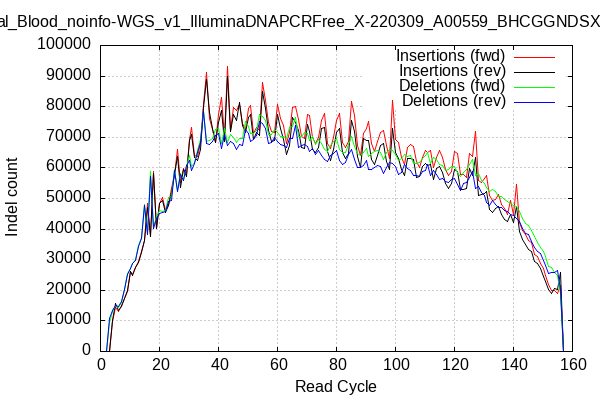 al_Blood_noinfo-WGS_v1_IlluminaDNAPCRFree_X-220309_A00559_BHCGGNDSX
Insertions (fwd)
Insertions (rev)
Deletions (fwd)
Deletions (rev)
100000
90000
80000
70000
60000
50000
40000
30000
20000
10000
0
Indel count
0 20 40 60 80 100 120 140 160
Read Cycle